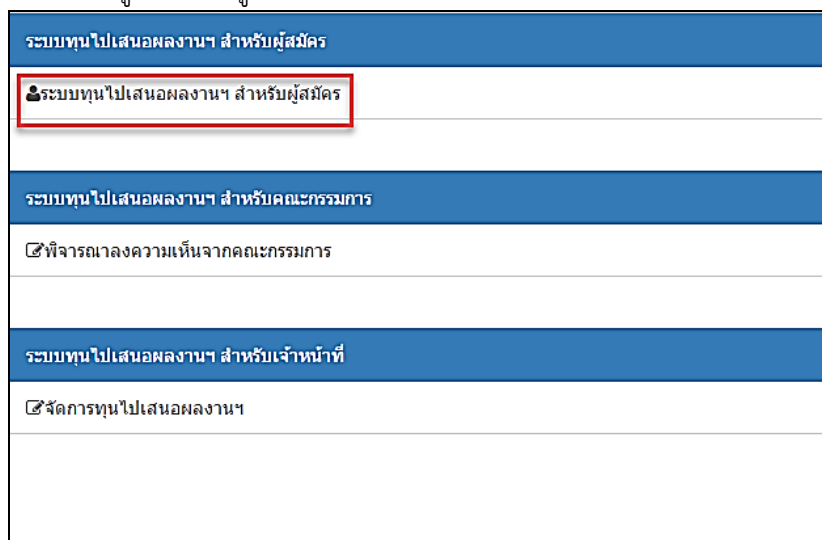 ระบบทุนไปเสนอผลงานฯ สำหรับผู้สมัคร
ระบบทุนไปเสนอผลงานฯ สำหรับผู้สมัคร
ระบบทุนไปเสนอผลงานฯ สำหรับคณะกรรมการ
พิจารณาลงความเห็นจากคณะกรรมการ
ระบบทุนไปเสนอผลงานฯ สำหรับเจ้าหน้าที่
จัดการทุนไปเสนอผลงานฯ